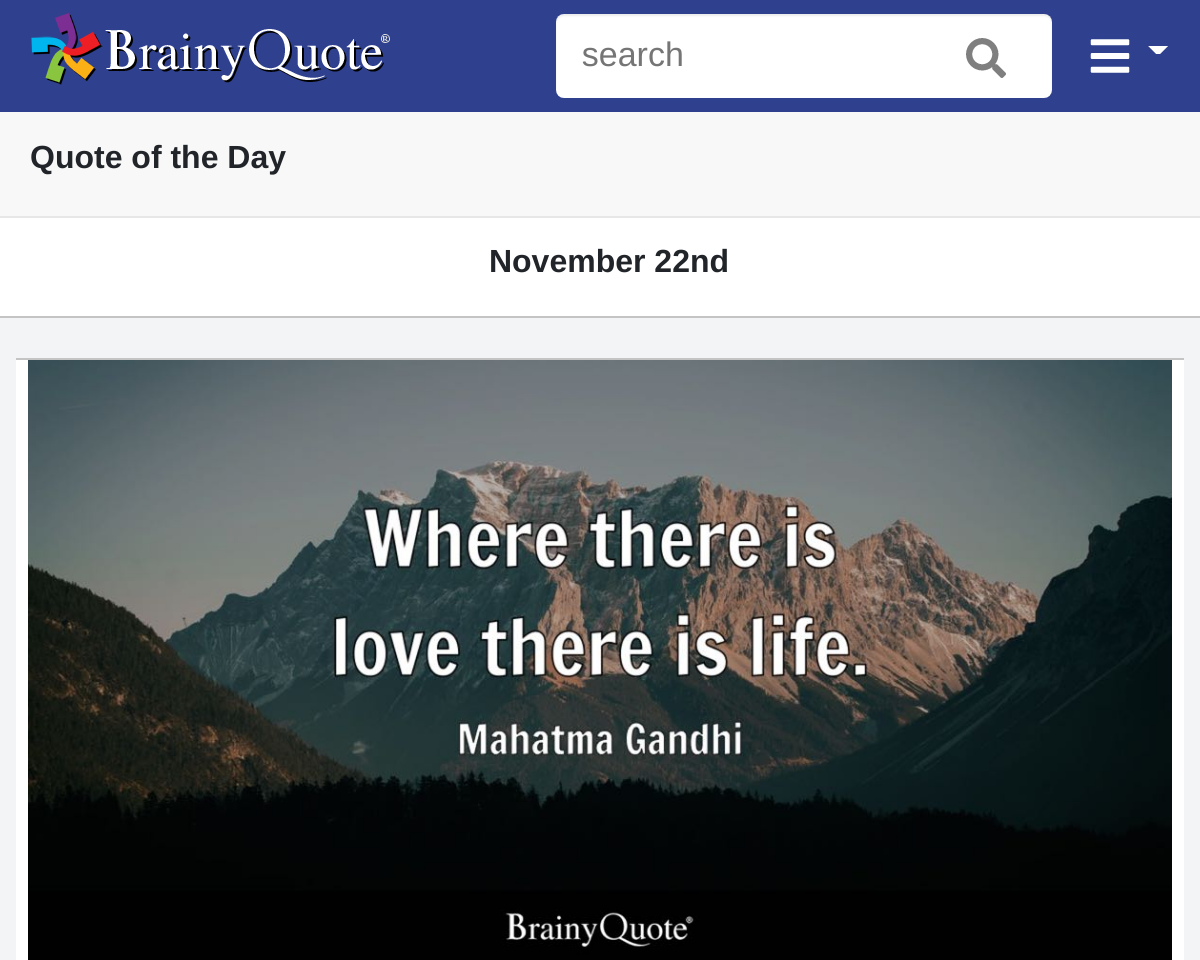 BrainyQuote®
search
Quote of the Day
November 22nd
Where there is
love there is life.
Mahatma Gandhi
BrainyQuote®